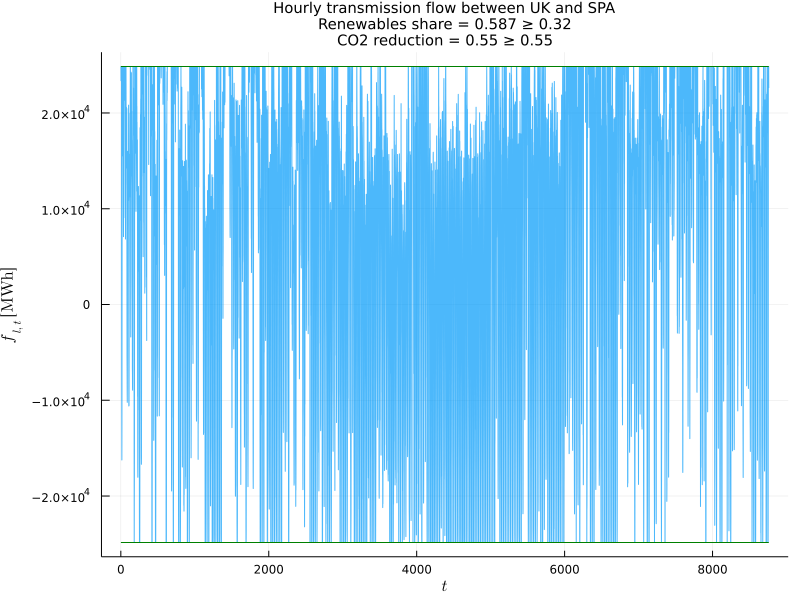 Hourly transmission flow between UK and SPA
Renewables share = 0.587 ≥ 0.32
CO2 reduction = 0.55 ≥ 0.55
2.0×10⁴
1.0×10⁴
0
−1.0×10⁴
−2.0×10⁴
f_{l,t} [MWh]
0 2000 4000 6000 8000
t